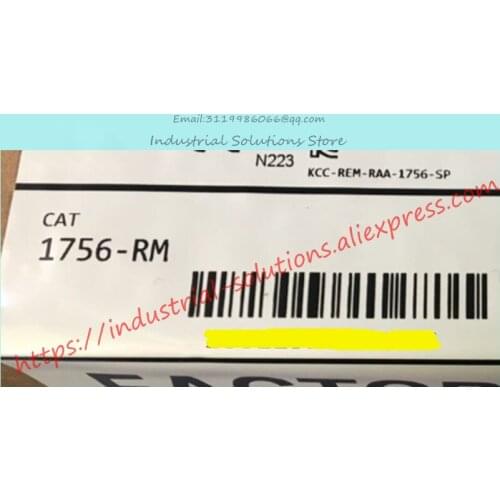 Email:3119986066@qq.com
Industrial Solutions Store
N223
KCC-REM-RAA-1756-SP
CAT
1756-RM
https://industrial-solutions.aliexpress.com